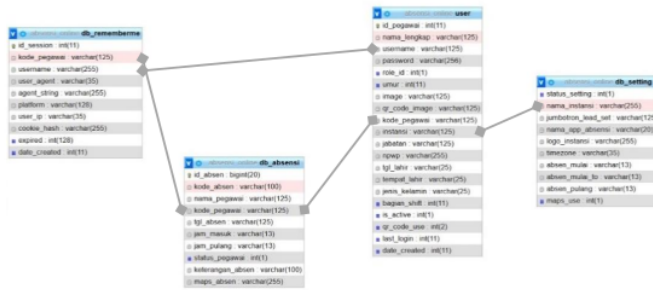 db_rememberme
id_session : int(11)
kode_pegawai : varchar(125)
username : varchar(255)
user_agent : varchar(35)
agent_string : varchar(255)
platform : varchar(128)
user_ip : varchar(35)
cookie_hash : varchar(255)
expired : int(128)
date_created : int(11)
db_absensi
id_absen : bigint(20)
kode_absen : varchar(100)
nama_pegawai : varchar(125)
kode_pegawai : varchar(125)
tgl_absen : varchar(125)
jam_masuk : varchar(13)
jam_pulang : varchar(13)
status_pegawai : int(1)
keterangan_absen : varchar(100)
maps_absen : varchar(255)
user
id_pegawai : int(11)
nama_lengkap : varchar(125)
username : varchar(125)
password : varchar(256)
role_id : int(1)
umur : int(11)
image : varchar(125)
qr_code_image : varchar(125)
kode_pegawai : varchar(125)
instansi : varchar(125)
jabatan : varchar(125)
npwp : varchar(255)
tgl_lahir : varchar(25)
tempat_lahir : varchar(25)
jenis_kelamin : varchar(25)
bagian_shift : int(11)
is_active : int(1)
qr_code_use : int(2)
last_login : int(11)
date_created : int(11)
db_setting
status_setting : int(1)
nama_instansi : varchar(255)
jumbotron_lead_set : varchar(125
nama_app_absensi : varchar(20)
logo_instansi : varchar(255)
timezone : varchar(35)
absen_mulai : varchar(13)
absen_mulai_to : varchar(13)
absen_pulang : varchar(13)
maps_use : int(1)